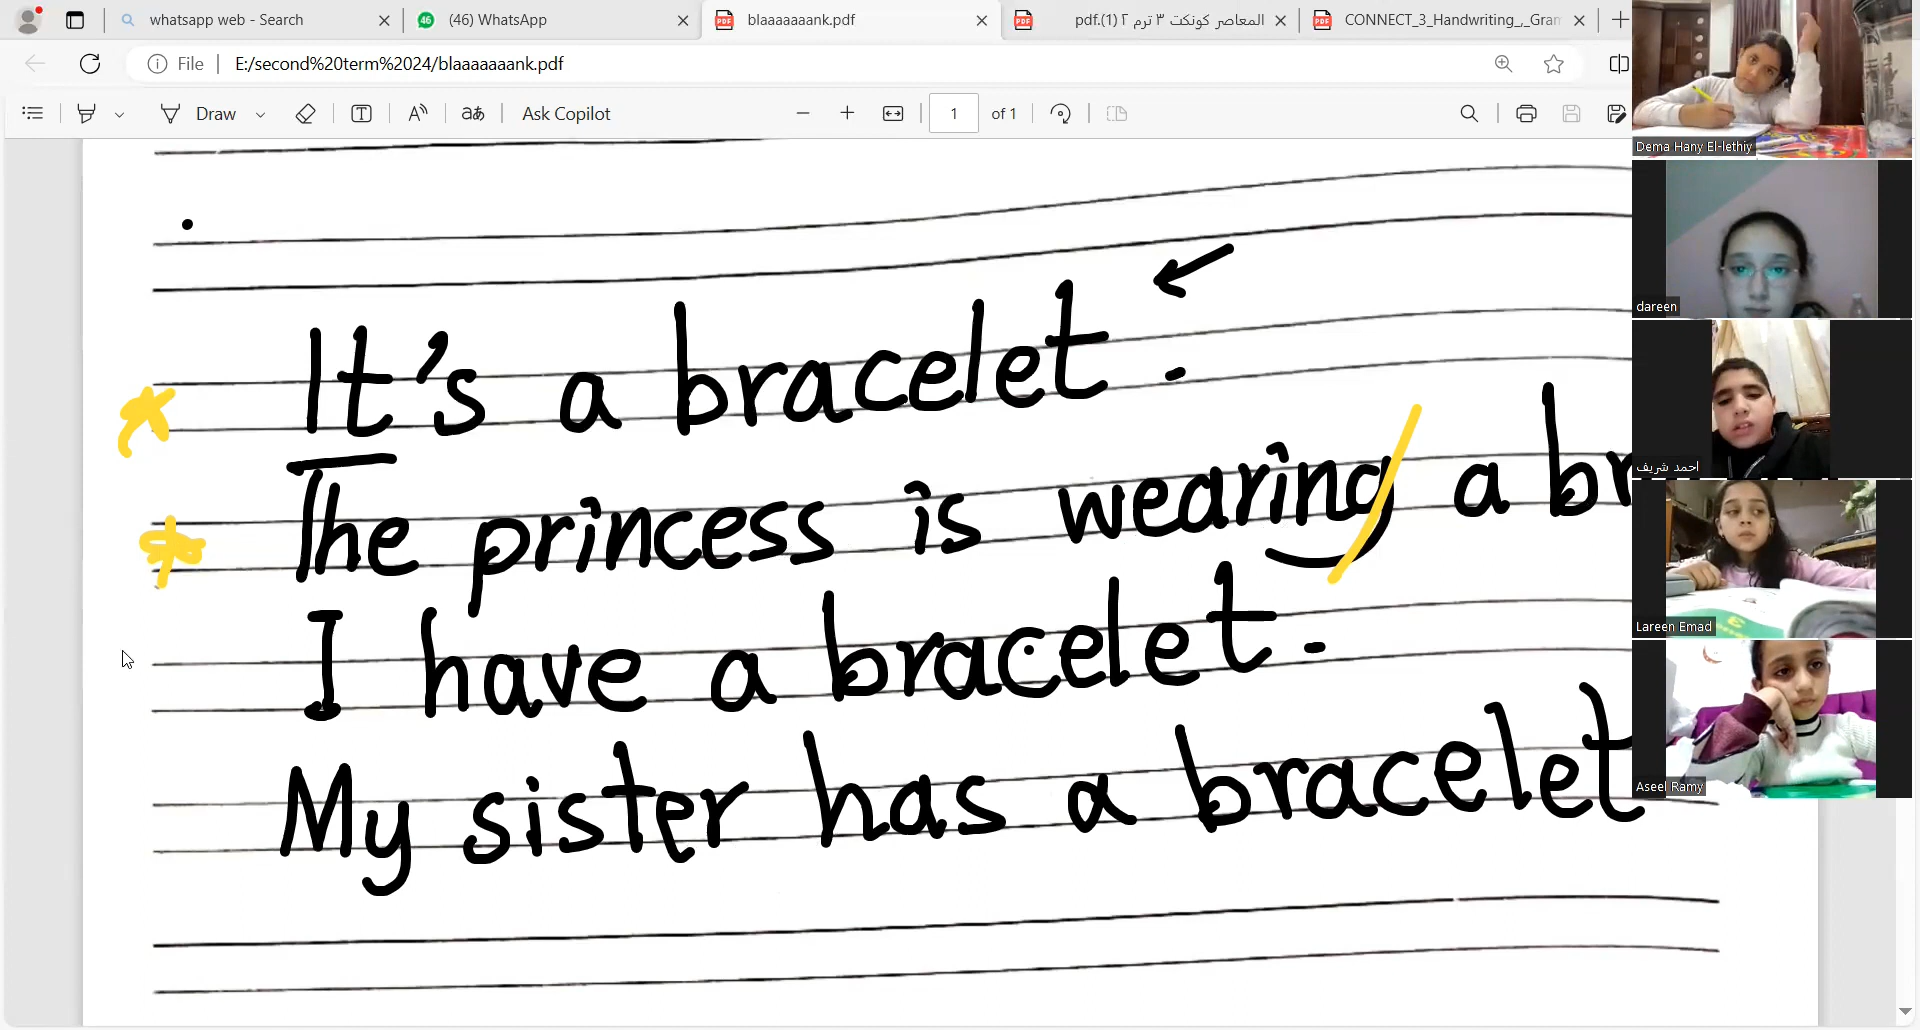 whatsapp web - Search
(46) WhatsApp
blaaaaaaank.pdf
المعاصر كونكت ٣ ترم ٢ (1).pdf
CONNECT_3_Handwriting_,_Gran
File
E:/second%20term%2024/blaaaaaaank.pdf
Draw
Ask Copilot
1
of 1
It's a bracelet.
The princess is wearing a br
I have a bracelet.
My sister has a bracelet
Dema Hany El-lethiy
dareen
احمد شريف
Lareen Emad
Aseel Ramy